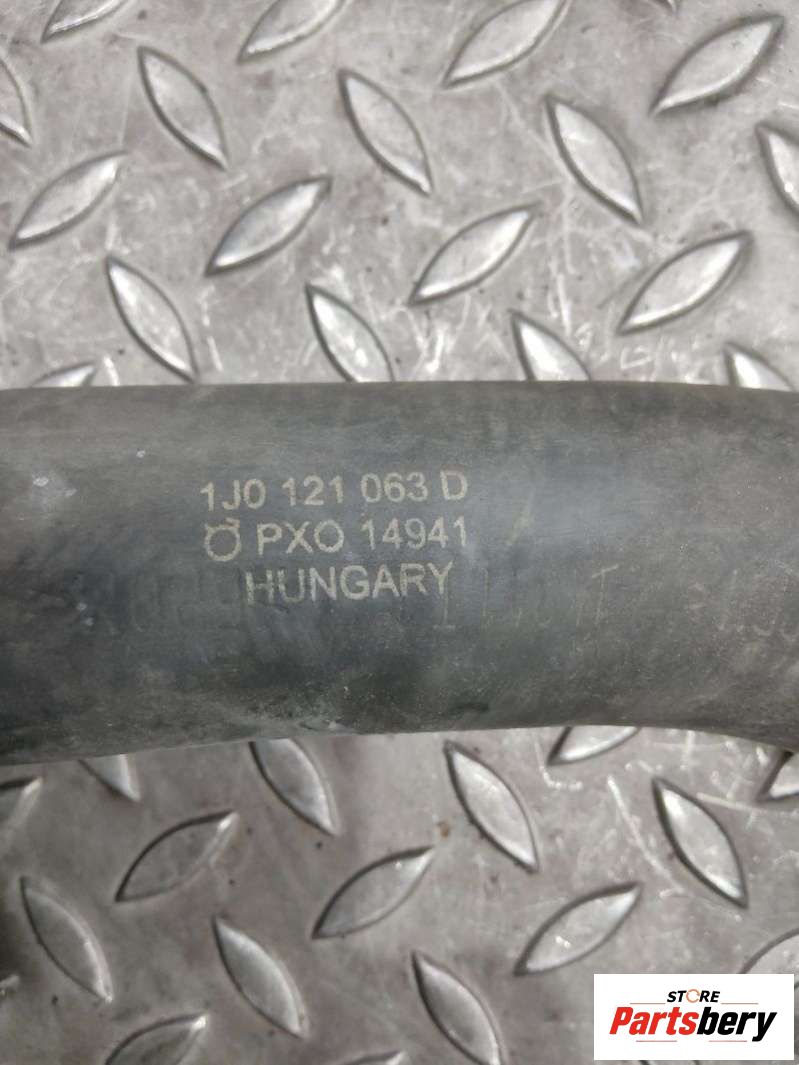 1J0 121 063 D
PXO 14941
HUNGARY
STORE
Partsbery